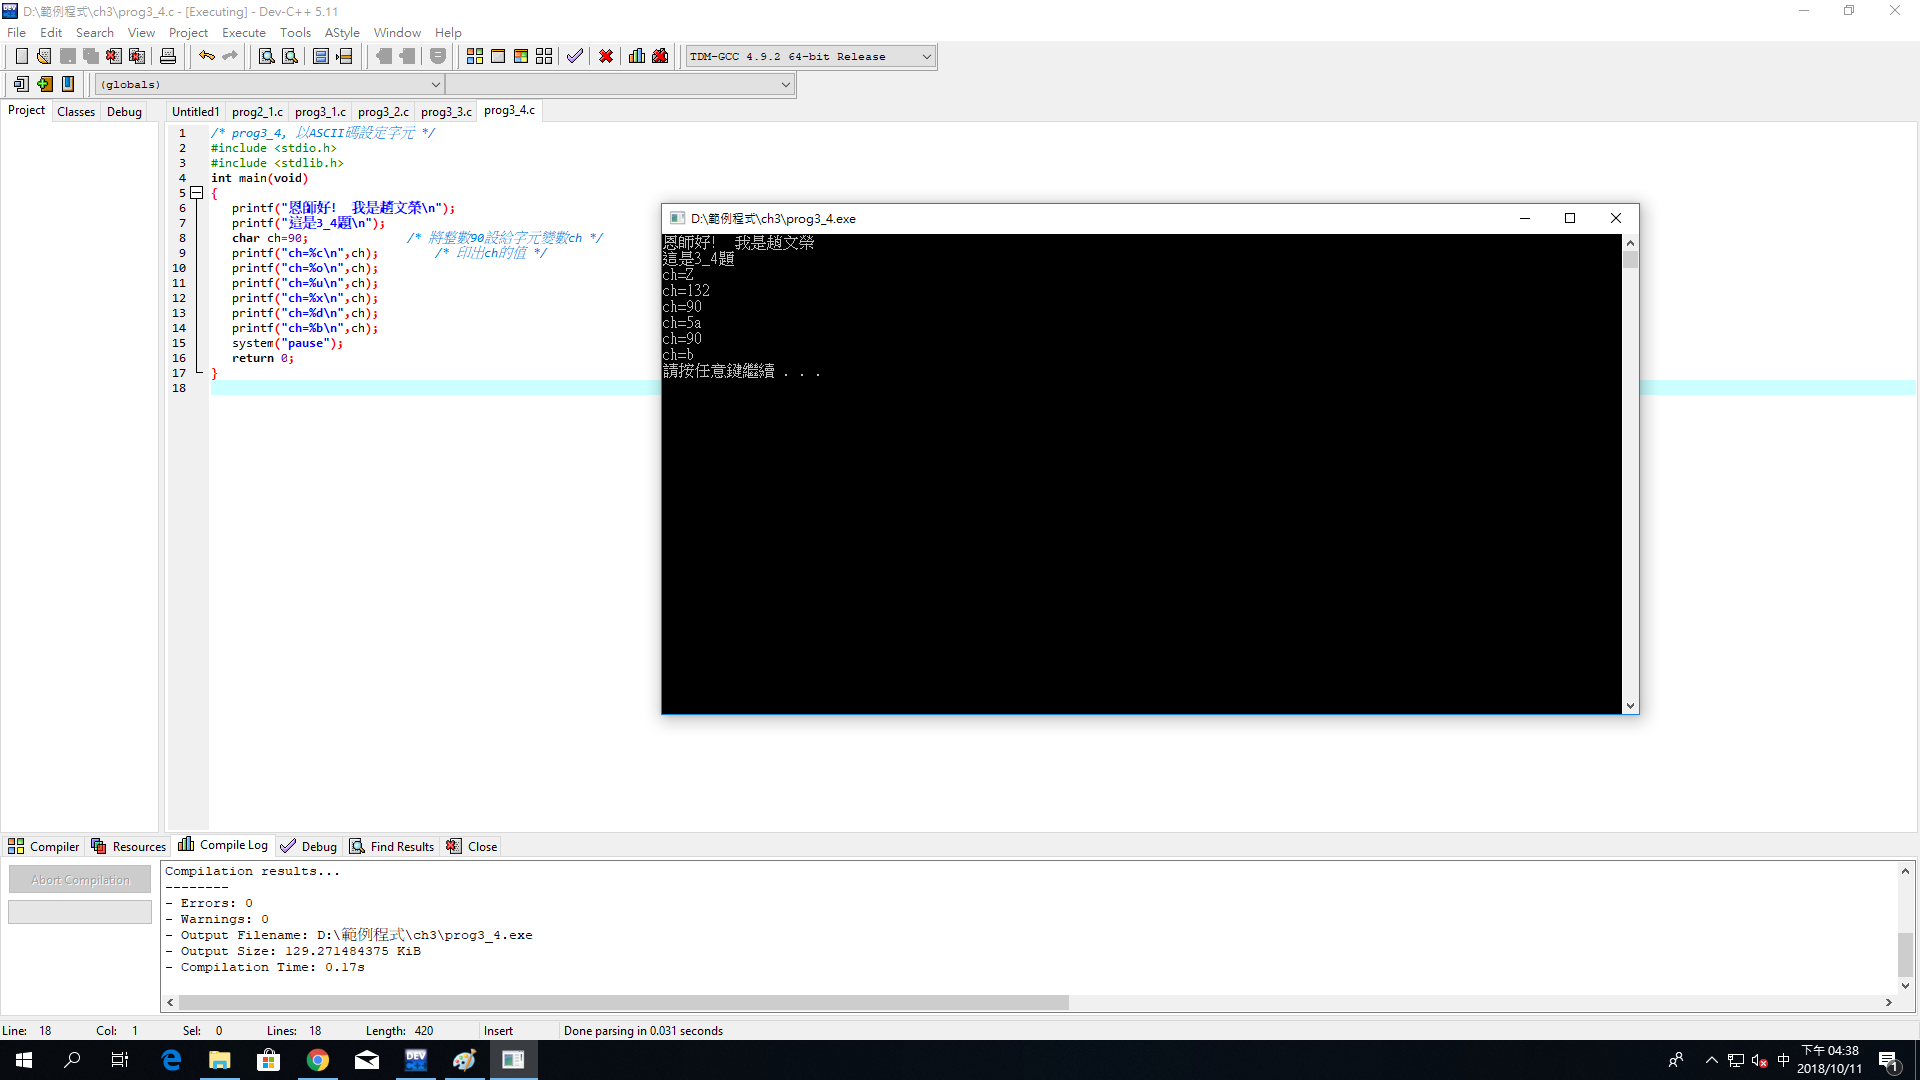 D:\範例程式\ch3\prog3_4.c - [Executing] - Dev-C++ 5.11
File Edit Search View Project Execute Tools AStyle Window Help
TDM-GCC 4.9.2 64-bit Release
(globals)
Project Classes Debug
Untitled1 prog2_1.c prog3_1.c prog3_2.c prog3_3.c prog3_4.c
1 /* prog3_4, 以ASCII碼設定字元 */
2 #include <stdio.h>
3 #include <stdlib.h>
4 int main(void)
5 {
6 printf("恩師好! 我是趙文榮\n");
7 printf("這是3_4題\n");
8 char ch=90; /* 將整數90設給字元變數ch */
9 printf("ch=%c\n",ch); /* 印出ch的值 */
10 printf("ch=%o\n",ch);
11 printf("ch=%u\n",ch);
12 printf("ch=%x\n",ch);
13 printf("ch=%d\n",ch);
14 printf("ch=%b\n",ch);
15 system("pause");
16 return 0;
17 }
18
D:\範例程式\ch3\prog3_4.exe
恩師好! 我是趙文榮
這是3_4題
ch=Z
ch=132
ch=90
ch=5a
ch=90
ch=b
請按任意鍵繼續 . . .
Compiler Resources Compile Log Debug Find Results Close
Abort Compilation
Compilation results...
--------
- Errors: 0
- Warnings: 0
- Output Filename: D:\範例程式\ch3\prog3_4.exe
- Output Size: 129.271484375 KiB
- Compilation Time: 0.17s
Line: 18 Col: 1 Sel: 0 Lines: 18 Length: 420 Insert Done parsing in 0.031 seconds
DEV
中
下午 04:38
2018/10/11
1